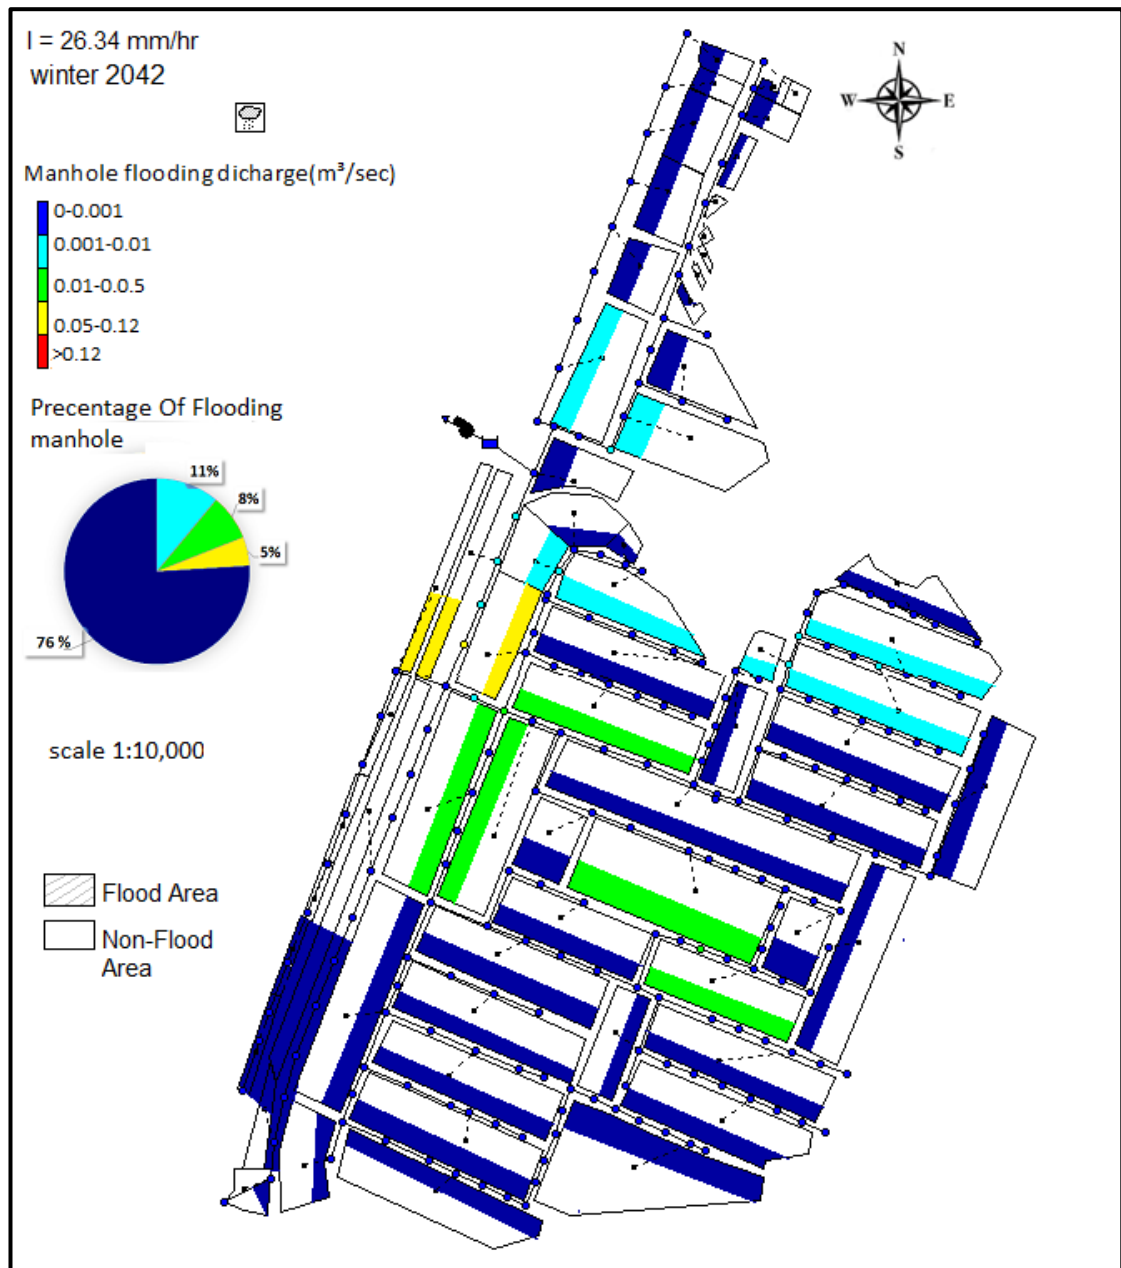 I = 26.34 mm/hr
winter 2042
N
W
E
S
Manhole flooding dicharge(m³/sec)
0-0.001
0.001-0.01
0.01-0.0.5
0.05-0.12
>0.12
Precentage Of Flooding
manhole
11%
8%
5%
76 %
scale 1:10,000
Flood Area
Non-Flood
Area